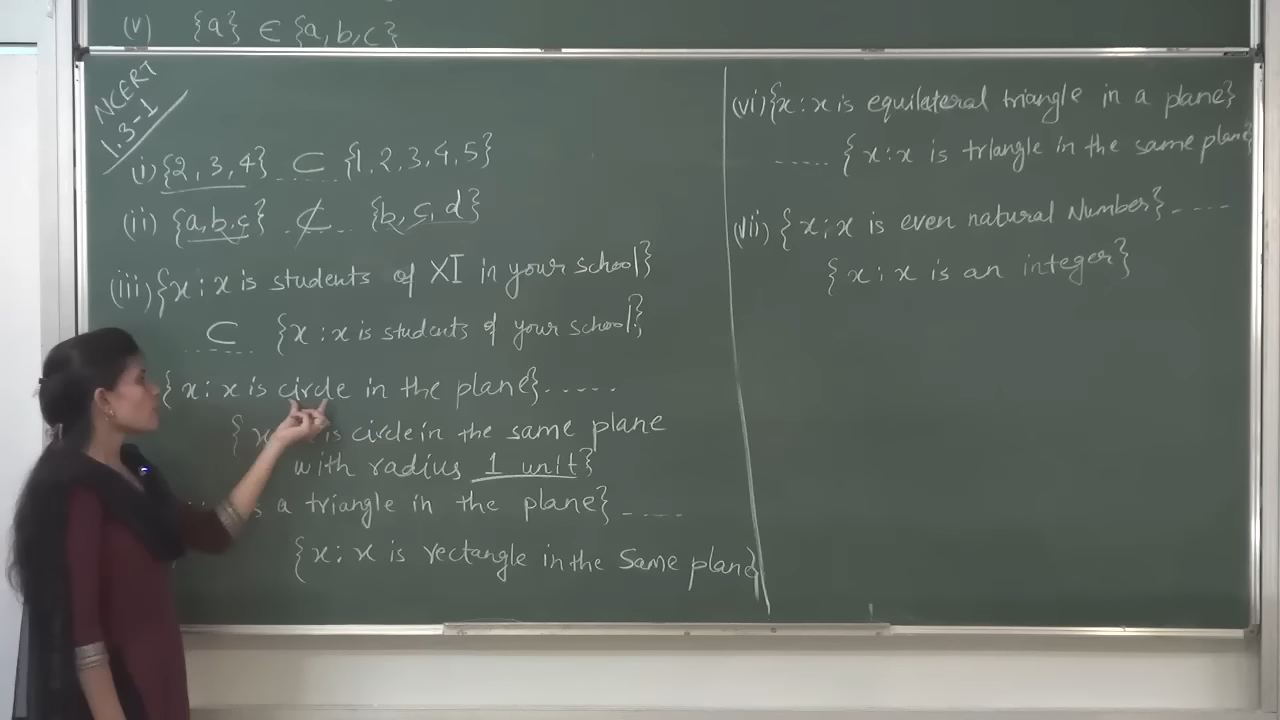 (v) {a} ∈ {a, b, c}
NCERT
1.3-1
(i) {2, 3, 4} ..⊂.. {1, 2, 3, 4, 5}
(ii) {a, b, c} ..⊄.. {b, c, d}
(iii) {x : x is students of XI in your school}
..⊂.. {x : x is students of your school}
{x : x is circle in the plane} .....
{x is circle in the same plane
with radius 1 unit}
a triangle in the plane} .....
{x : x is rectangle in the same plane}
(vi) {x : x is equilateral triangle in a plane}
..... {x : x is triangle in the same plane}
(vii) {x : x is even natural Number} ....
{x : x is an integer}